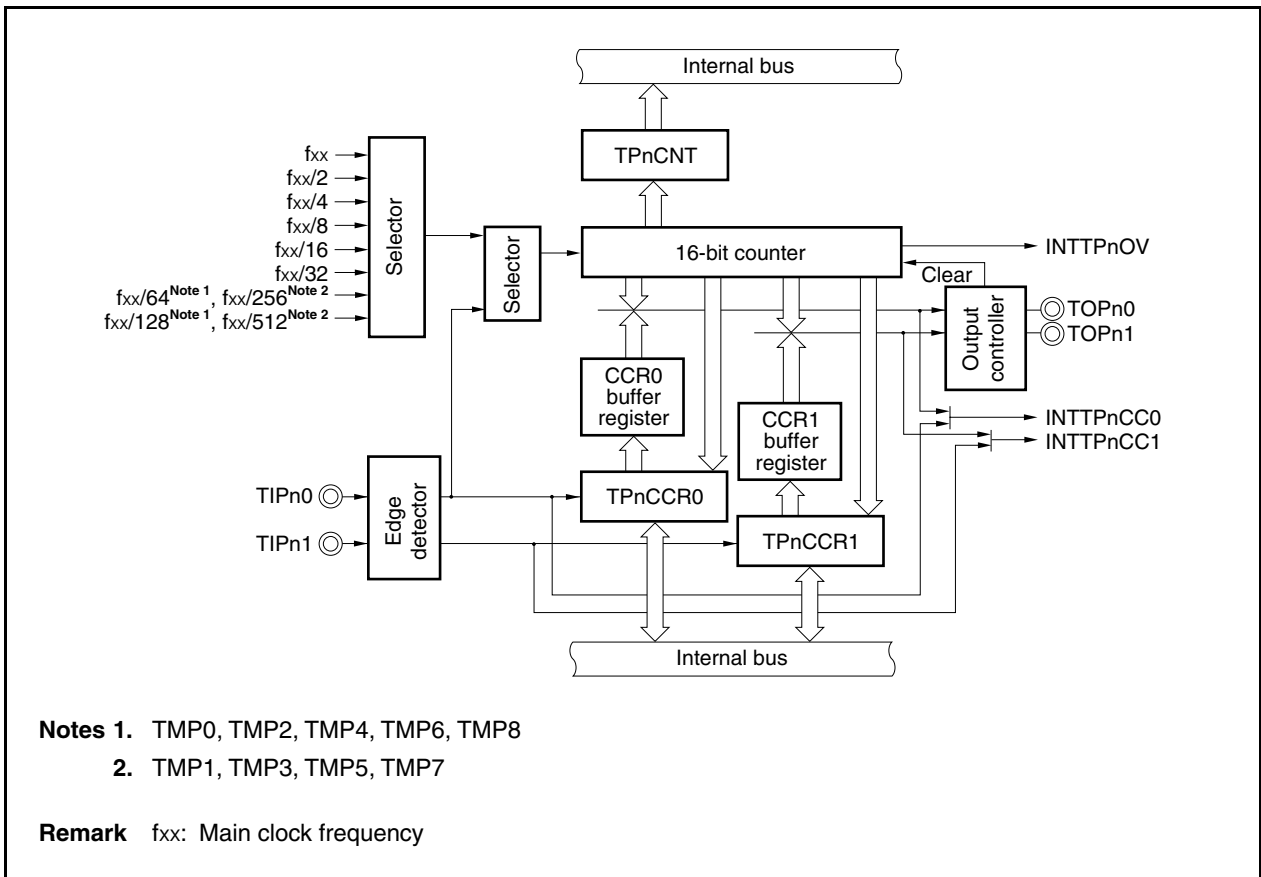 Internal bus
TPnCNT
fxx
fxx/2
fxx/4
fxx/8
fxx/16
fxx/32
fxx/64Note 1, fxx/256Note 2
fxx/128Note 1, fxx/512Note 2
Selector
Selector
16-bit counter
INTTPnOV
Clear
Output
controller
TOPn0
TOPn1
CCR0
buffer
register
CCR1
buffer
register
INTTPnCC0
INTTPnCC1
TIPn0
TIPn1
Edge
detector
TPnCCR0
TPnCCR1
Internal bus
Notes 1. TMP0, TMP2, TMP4, TMP6, TMP8
2. TMP1, TMP3, TMP5, TMP7
Remark fxx: Main clock frequency